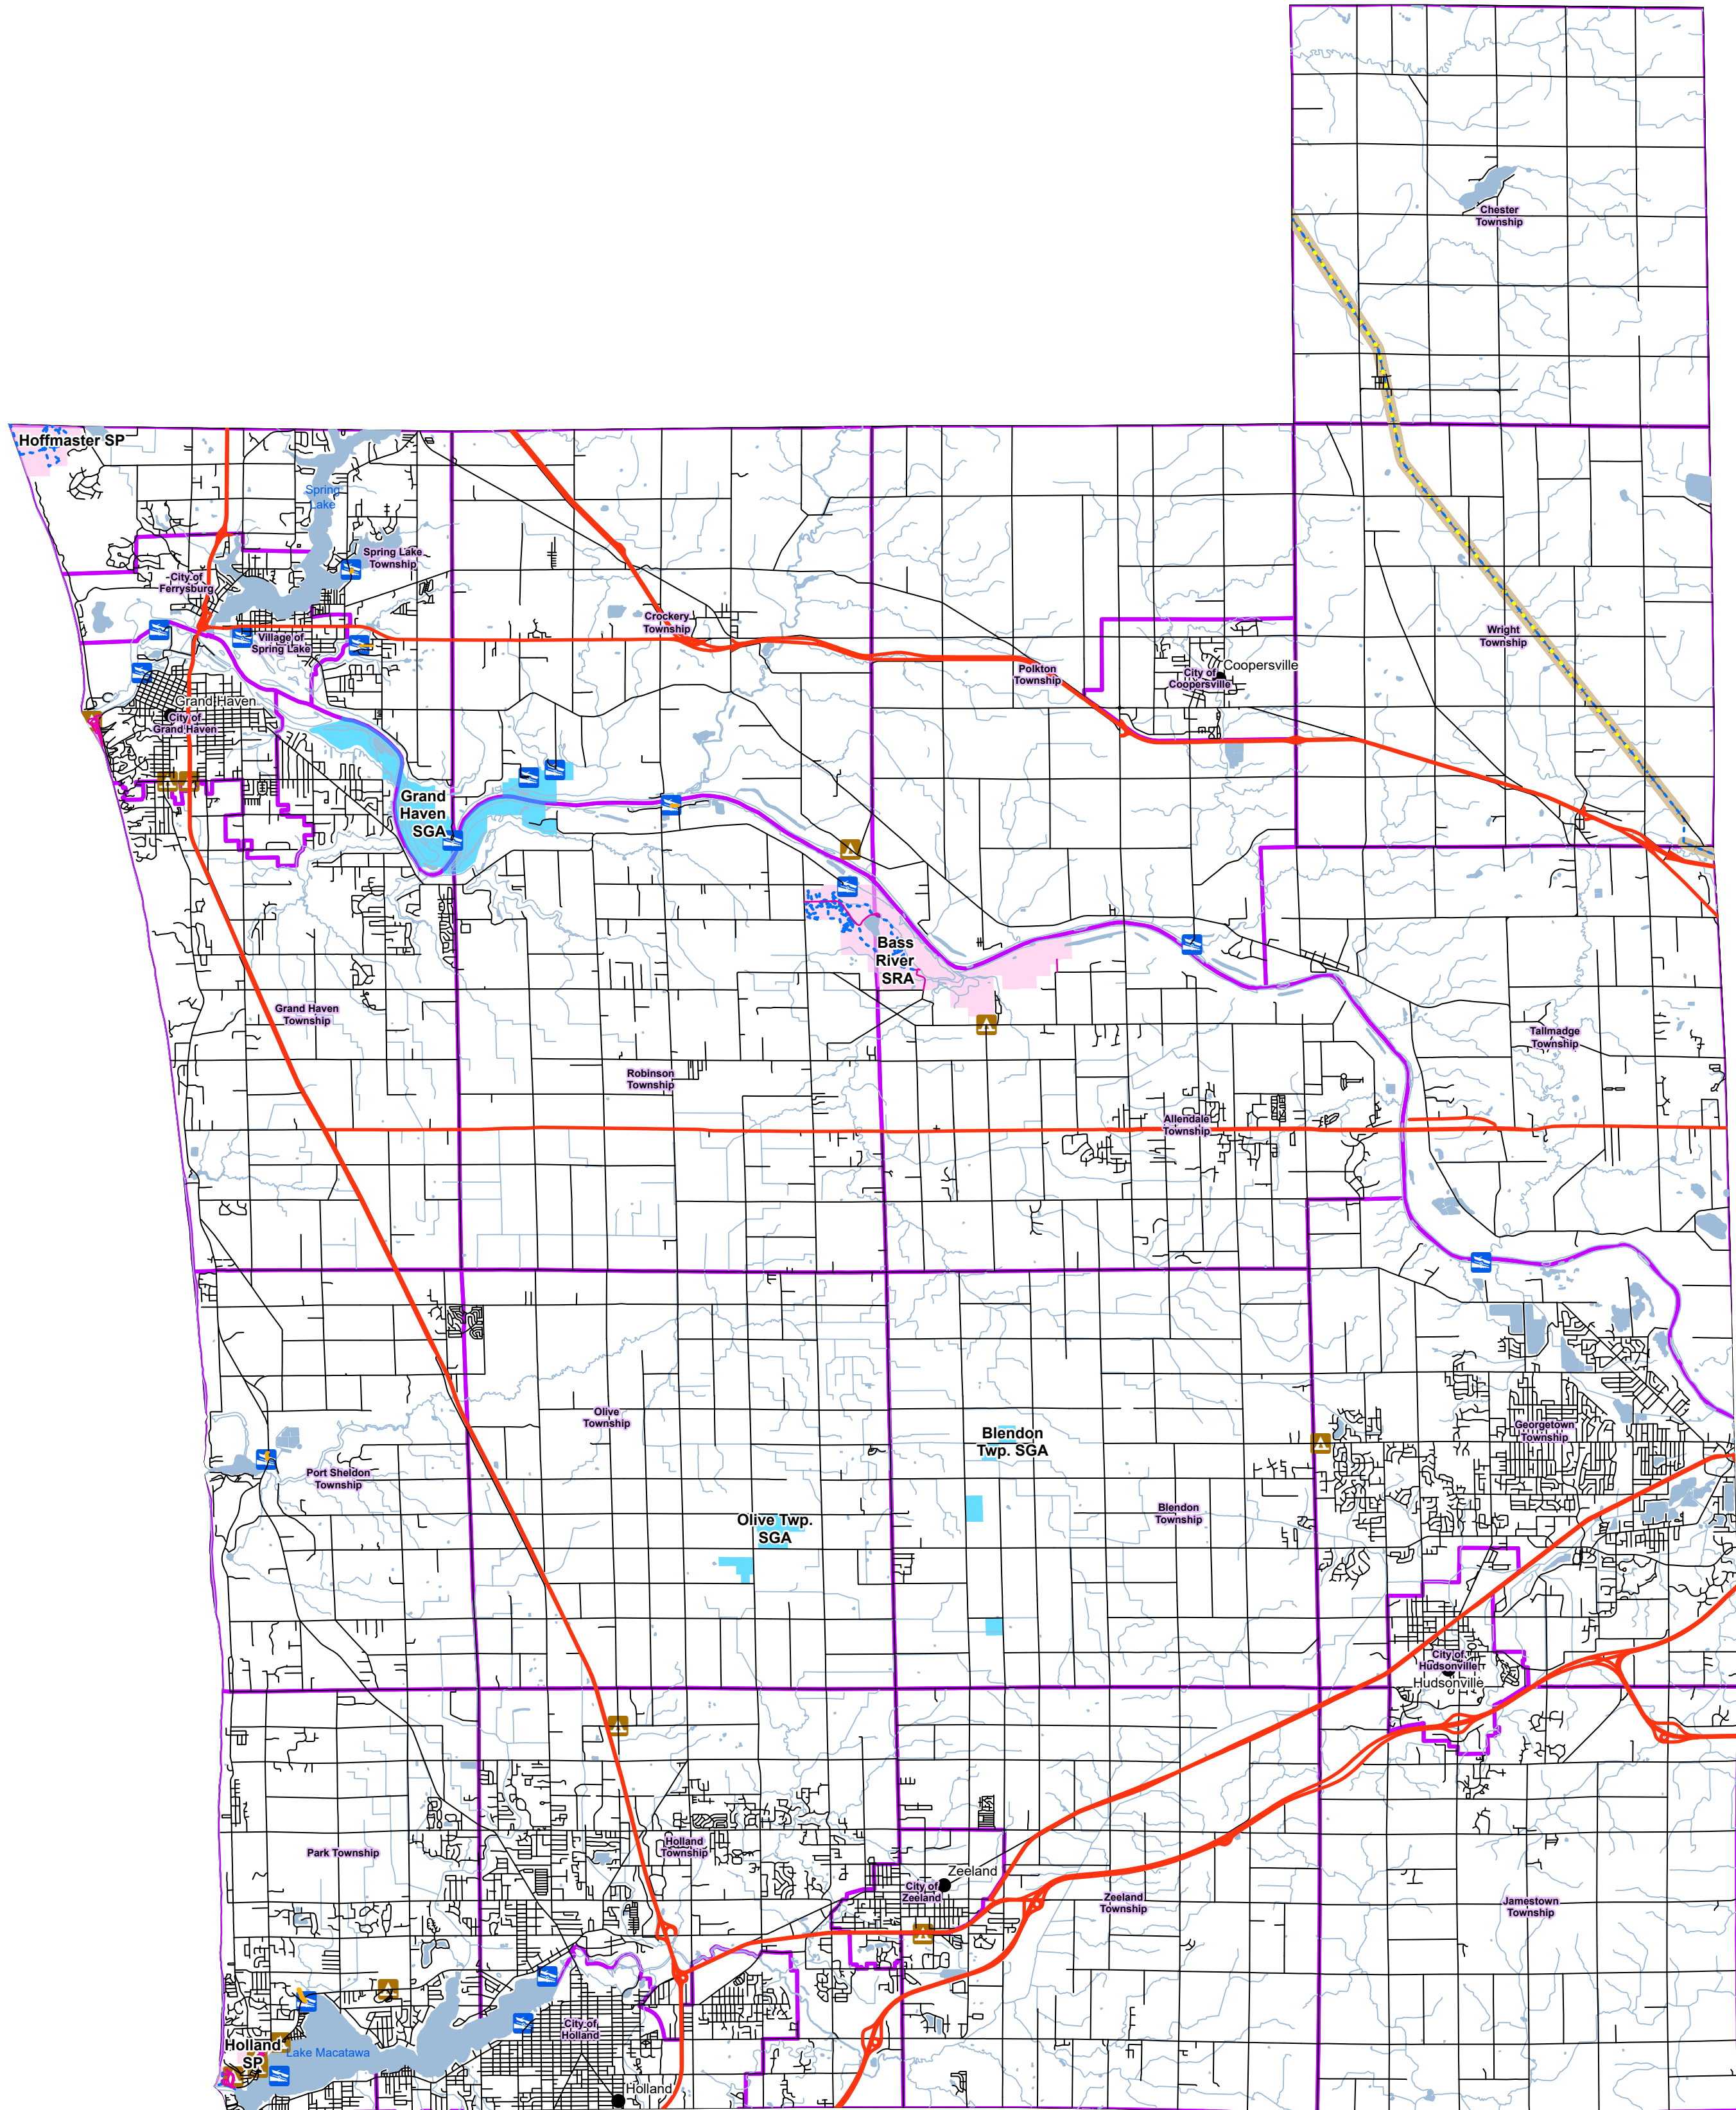 Chester
Township
Hoffmaster SP
Spring
Lake
Spring Lake
Township
City of
Ferrysburg
Village of
Spring Lake
Crockery
Township
Wright
Township
Coopersville
City of
Coopersville
Polkton
Township
Grand Haven
City of
Grand Haven
Grand
Haven
SGA
Bass
River
SRA
Grand Haven
Township
Tallmadge
Township
Robinson
Township
Allendale
Township
Olive
Township
Blendon
Twp. SGA
Georgetown
Township
Port Sheldon
Township
Blendon
Township
Olive Twp.
SGA
City of
Hudsonville
Hudsonville
Park Township
Holland
Township
Zeeland
City of
Zeeland
Zeeland
Township
Jamestown
Township
City of
Holland
Holland
SP
Lake Macatawa
Holland